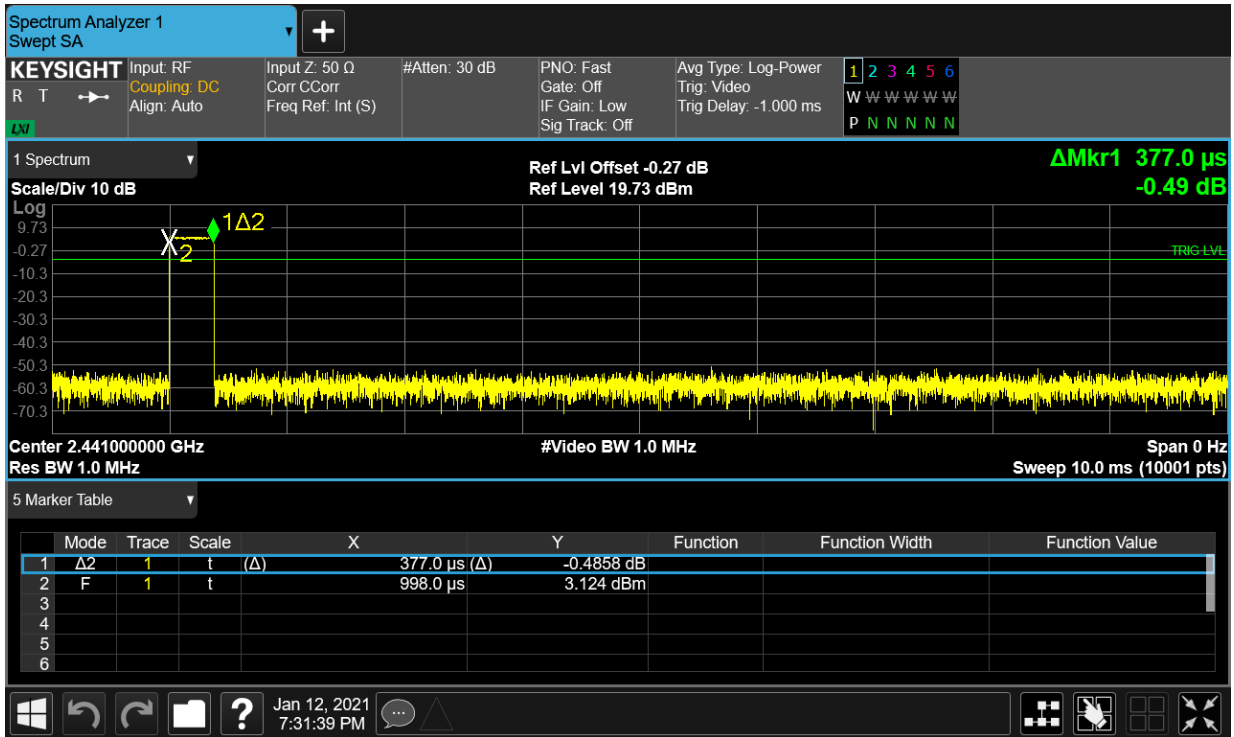 Spectrum Analyzer 1
Swept SA
KEYSIGHT Input: RF Input Z: 50 Ω #Atten: 30 dB PNO: Fast Avg Type: Log-Power 1 2 3 4 5 6
R T Coupling: DC Corr CCorr Gate: Off Trig: Video W W W W W W
Align: Auto Freq Ref: Int (S) IF Gain: Low Trig Delay: -1.000 ms
LXI Sig Track: Off P N N N N N
1 Spectrum Ref Lvl Offset -0.27 dB ΔMkr1 377.0 µs
Scale/Div 10 dB Ref Level 19.73 dBm -0.49 dB
Log
9.73 1Δ2
-0.27 2 TRIG LVL
-10.3
-20.3
-30.3
-40.3
-50.3
-60.3
-70.3
Center 2.441000000 GHz #Video BW 1.0 MHz Span 0 Hz
Res BW 1.0 MHz Sweep 10.0 ms (10001 pts)
5 Marker Table
Mode Trace Scale X Y Function Function Width Function Value
1 Δ2 1 t (Δ) 377.0 µs (Δ) -0.4858 dB
2 F 1 t 998.0 µs 3.124 dBm
3
4
5
6
? Jan 12, 2021
7:31:39 PM